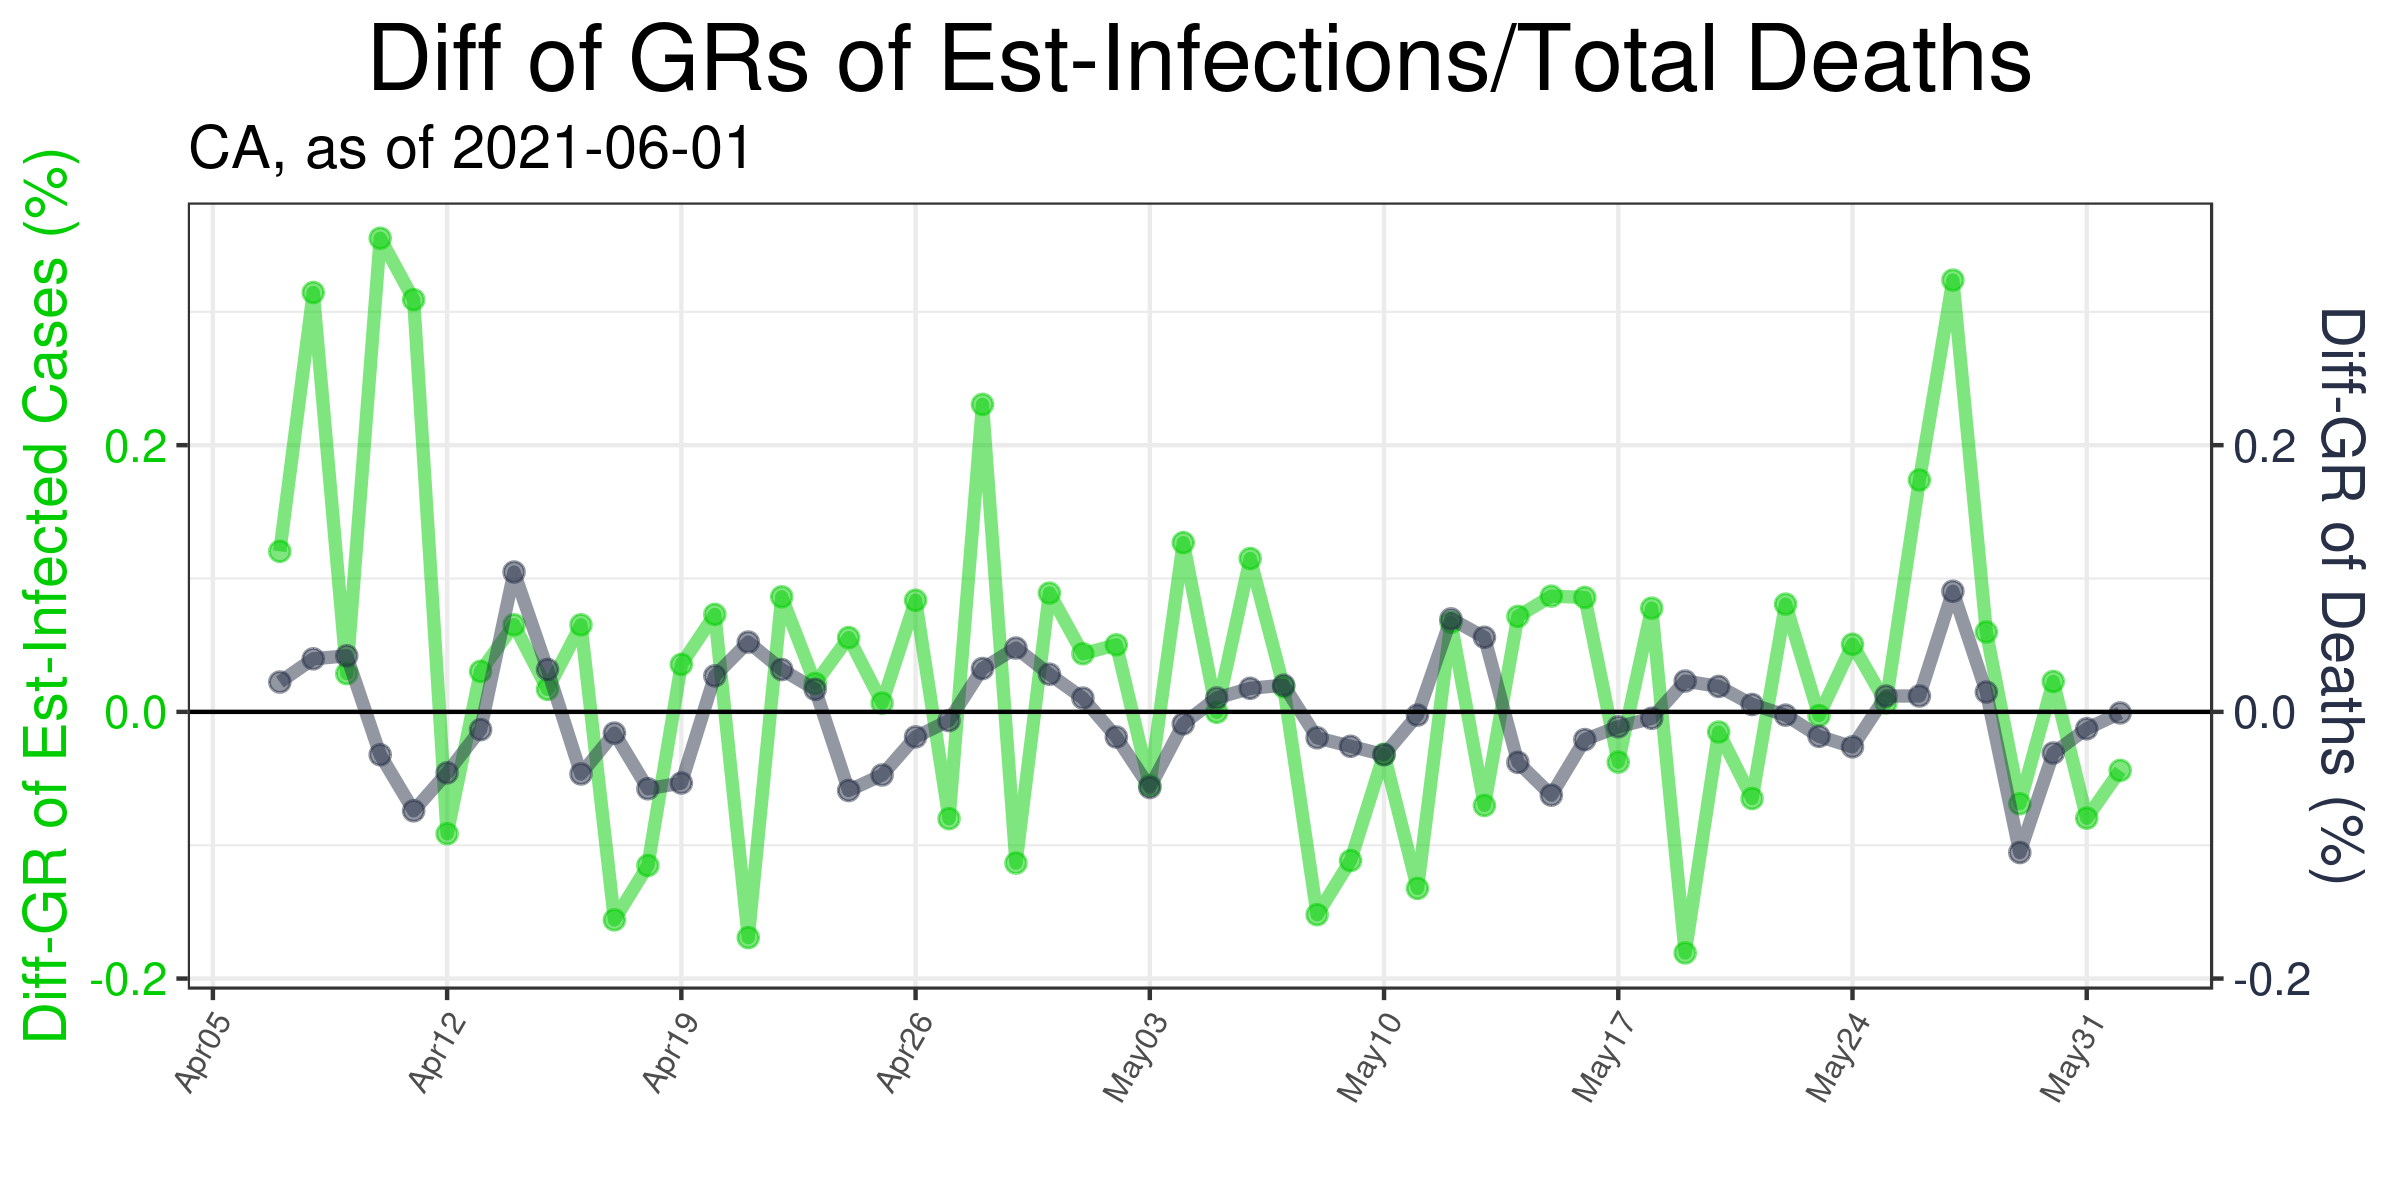 Diff of GRs of Est-Infections/Total Deaths
CA, as of 2021-06-01
Diff-GR of Est-Infected Cases (%)
0.2
0.0
-0.2
0.2
0.0
-0.2
Diff-GR of Deaths (%)
Apr05
Apr12
Apr19
Apr26
May03
May10
May17
May24
May31